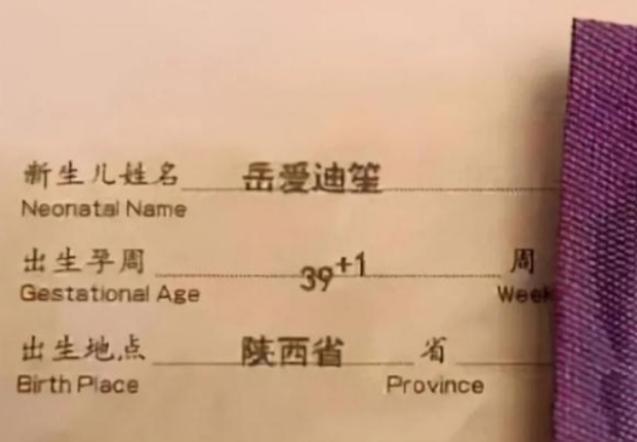 新生儿姓名 岳爱迪笙
Neonatal Name
出生孕周 39+1 周
Gestational Age Week
出生地点 陕西省 省
Birth Place Province